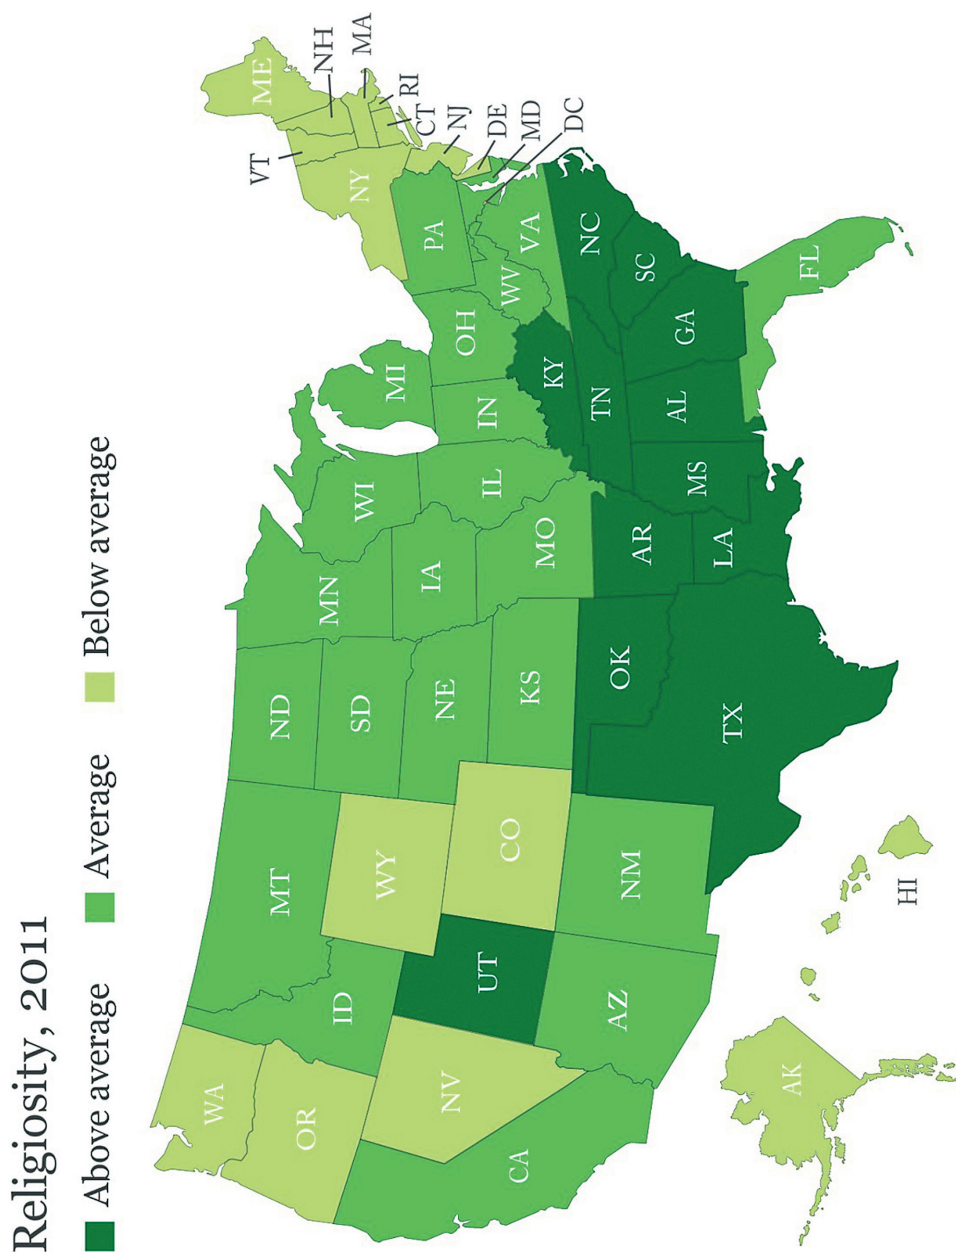 Religiosity, 2011
Above average
Average
Below average
WA
OR
CA
NV
ID
MT
WY
UT
CO
AZ
NM
ND
SD
NE
KS
OK
TX
MN
IA
MO
AR
LA
WI
IL
MI
IN
OH
KY
TN
MS
AL
GA
FL
SC
NC
VA
WV
PA
NY
VT
ME
NH
MA
RI
CT
NJ
DE
MD
DC
AK
HI